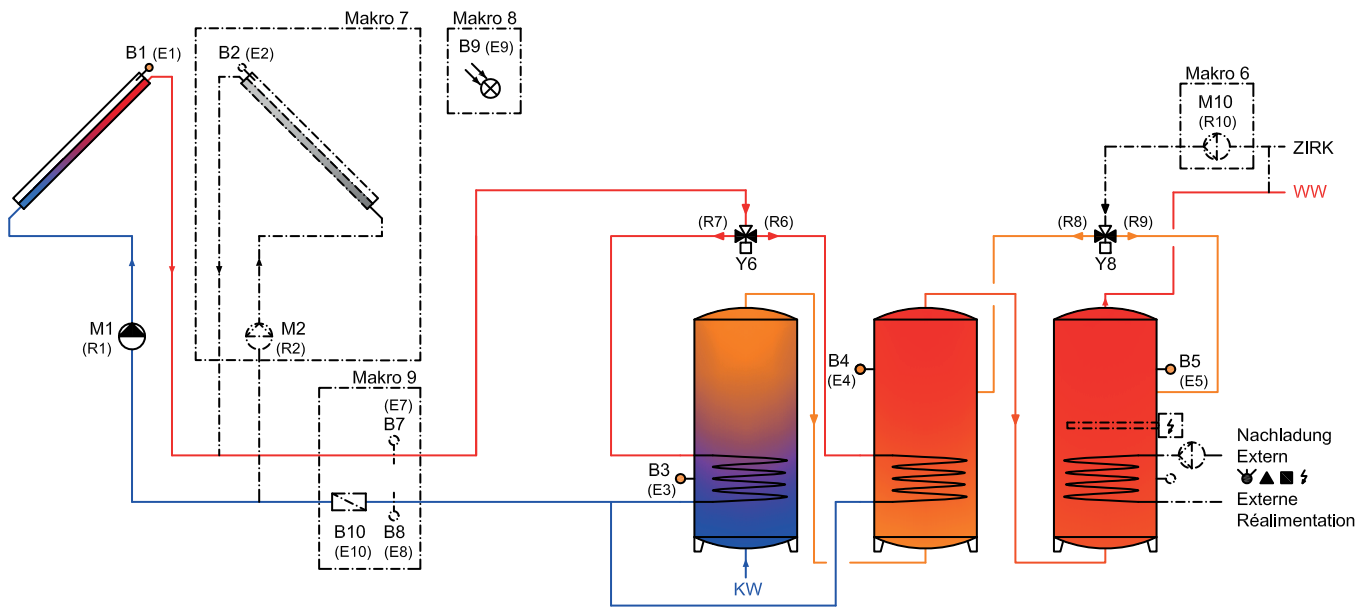 Makro 7
Makro 8
B1 (E1)
B2 (E2)
B9 (E9)
Makro 6
M10
(R10)
ZIRK
WW
(R7)
(R6)
Y6
(R8)
(R9)
Y8
M1
(R1)
M2
(R2)
Makro 9
(E7)
B7
B10
(E10)
B8
(E8)
B3
(E3)
B4
(E4)
B5
(E5)
KW
Nachladung
Extern
Externe
Réalimentation